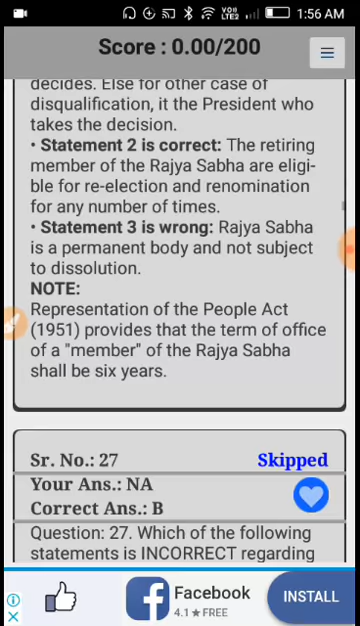 1:56 AM
VO)) LTE2
Score : 0.00/200
decides. Else for other case of
disqualification, it the President who
takes the decision.
• Statement 2 is correct: The retiring
member of the Rajya Sabha are eligi-
ble for re-election and renomination
for any number of times.
• Statement 3 is wrong: Rajya Sabha
is a permanent body and not subject
to dissolution.
NOTE:
Representation of the People Act
(1951) provides that the term of office
of a "member" of the Rajya Sabha
shall be six years.
Sr. No.: 27 Skipped
Your Ans.: NA
Correct Ans.: B
Question: 27. Which of the following
statements is INCORRECT regarding
Facebook
4.1★FREE
INSTALL